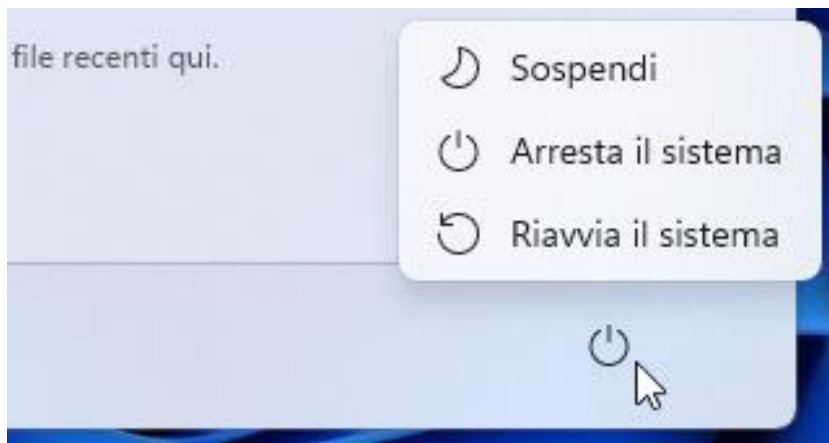 file recenti qui.
Sospendi
Arresta il sistema
Riavvia il sistema